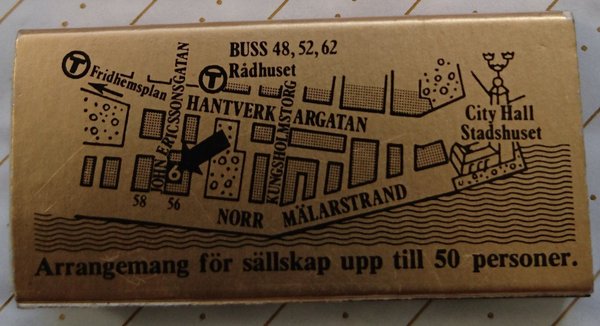 BUSS 48, 52, 62
T Fridhemsplan
T Rådhuset
JOHN ERICSSONSGATAN
HANTVERKARGATAN
KUNGSHOLMSTORG
City Hall
Stadshuset
6
58
56
NORR MÄLARSTRAND
Arrangemang för sällskap upp till 50 personer.